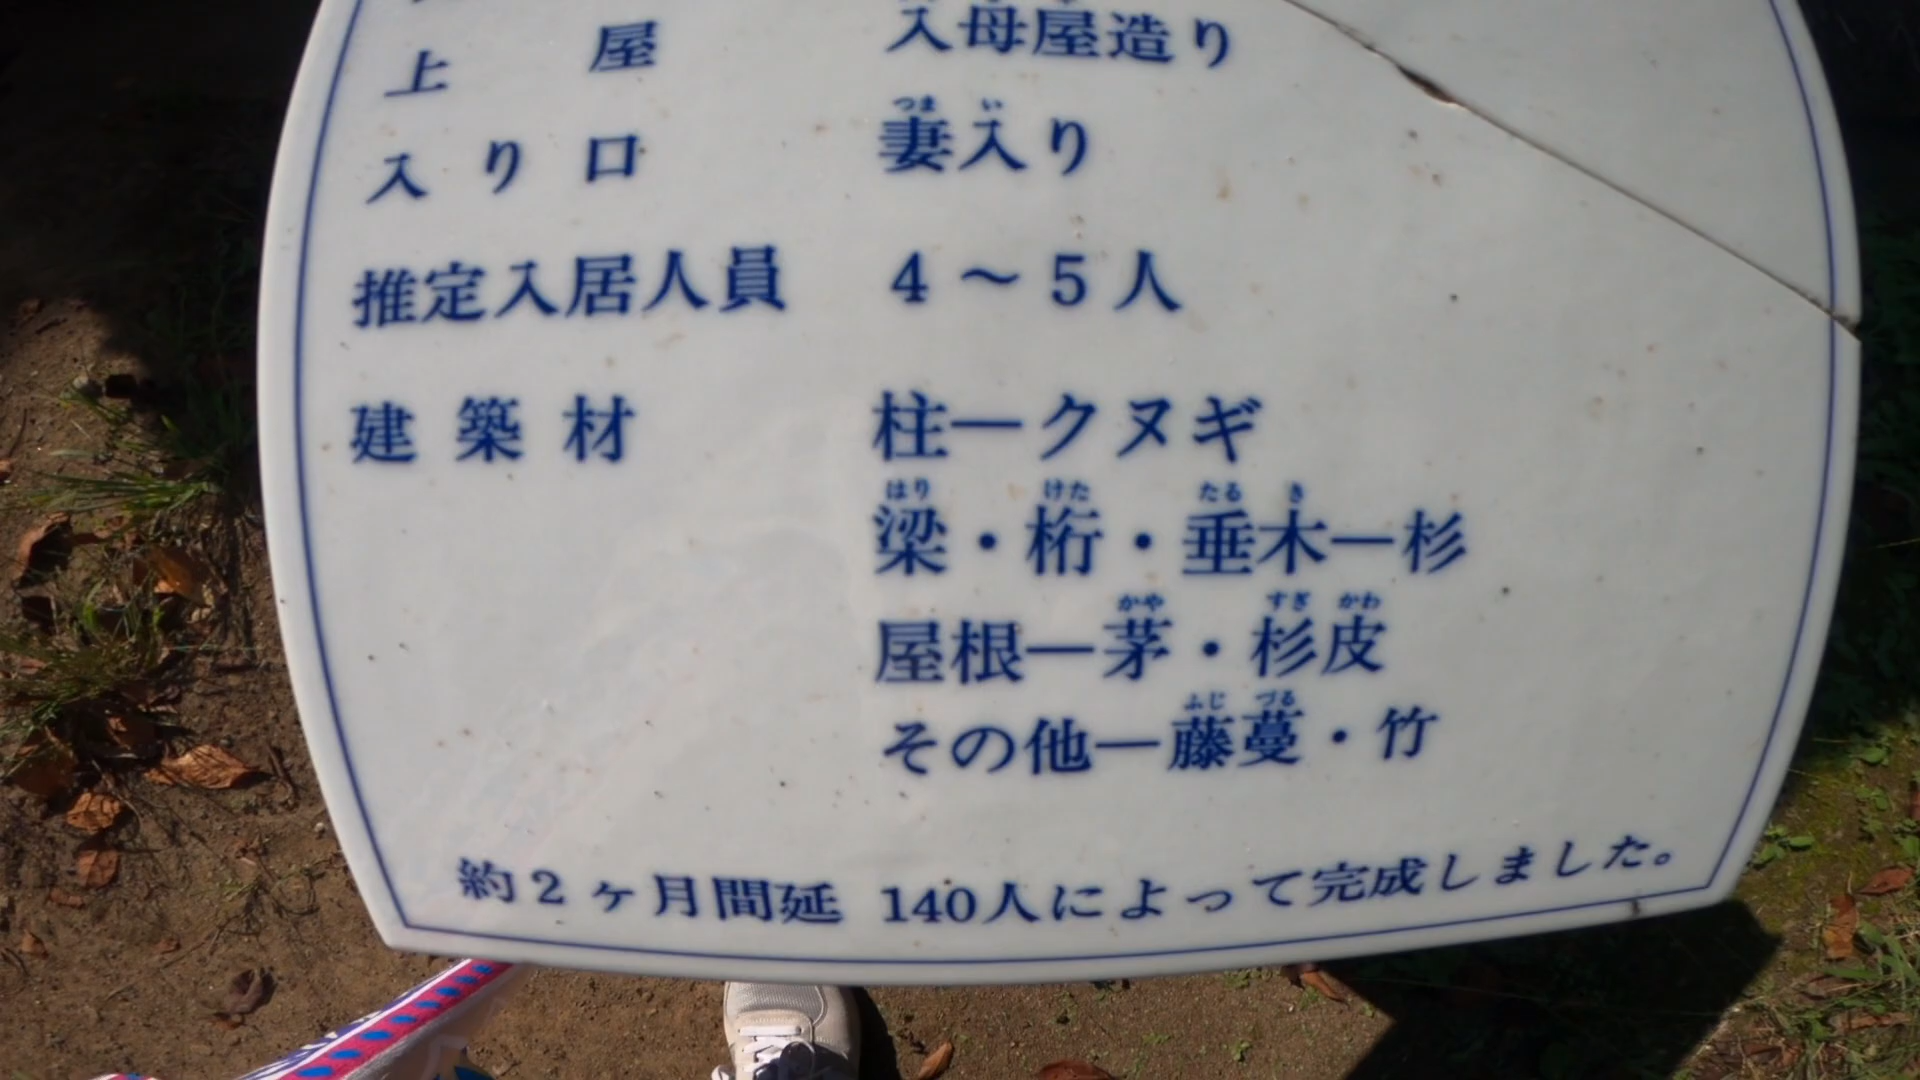 上屋 入母屋造り
入り口 妻入り
つま い
推定入居人員 4～5人
建築材 柱―クヌギ
はり けた たる き
梁・桁・垂木―杉
かや すぎ かわ
屋根―茅・杉皮
ふじ づる
その他―藤蔓・竹
約2ヶ月間延 140人によって完成しました。